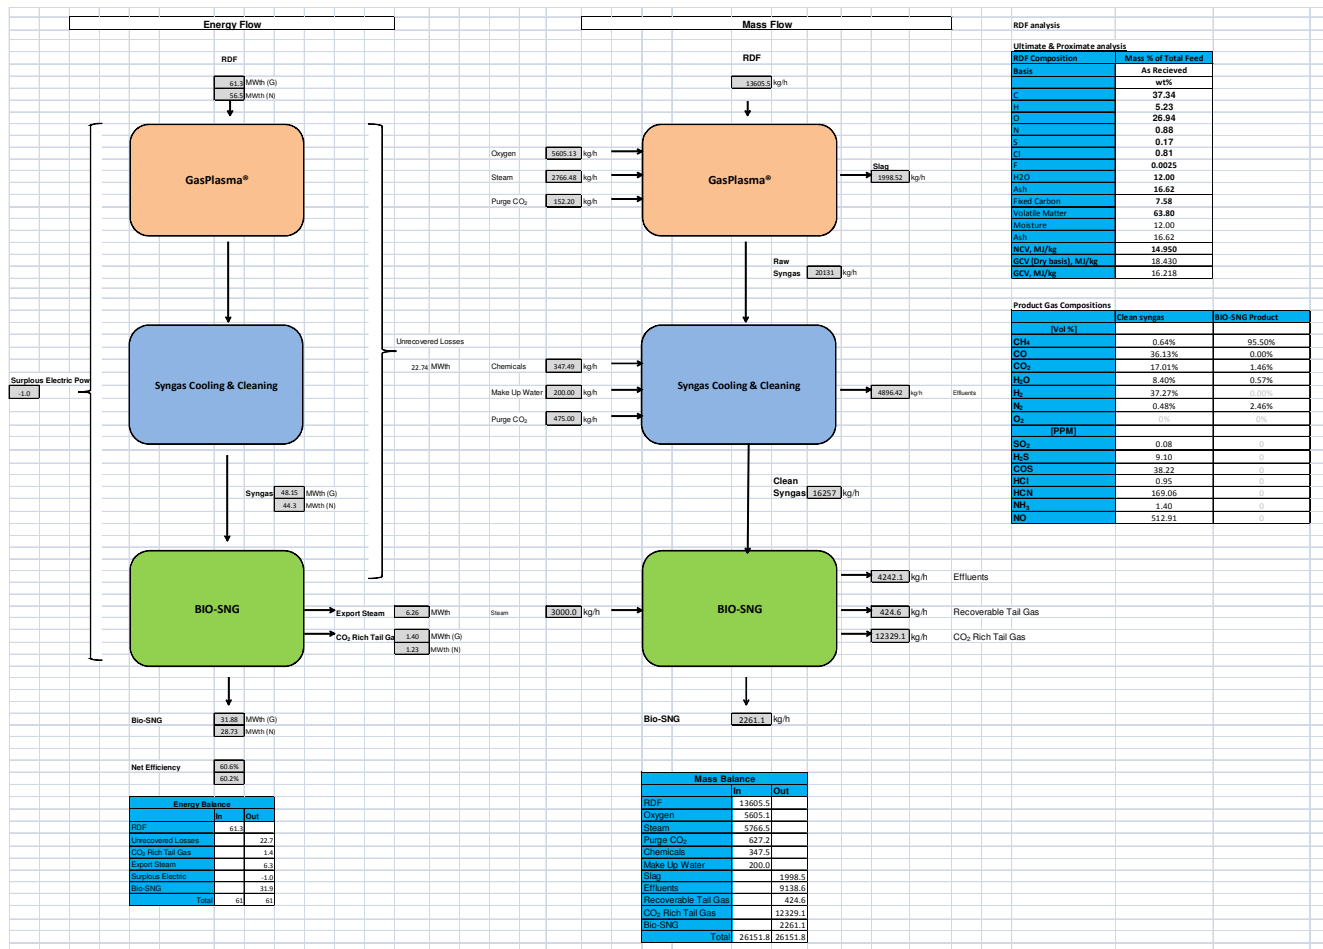 Energy Flow
Mass Flow
RDF analysis
RDF
61.3 MWth (G)
56.5 MWth (N)
GasPlasma®
Syngas Cooling & Cleaning
Surplous Electric Pow
-1.0
Unrecovered Losses
22.74 MWth
Syngas 48.15 MWth (G)
44.3 MWth (N)
BIO-SNG
Export Steam 6.26 MWth
CO₂ Rich Tail Ga 1.40 MWth (G)
1.23 MWth (N)
Bio-SNG 31.88 MWth (G)
28.73 MWth (N)
Net Efficiency 60.6%
60.2%
Energy Balance
In Out
RDF 61.3
Unrecovered Losses 22.7
CO₂ Rich Tail Gas 1.4
Export Steam 6.3
Surplous Electric -1.0
Bio-SNG 31.9
Total 61 61
RDF
13605.5 kg/h
Oxygen 5605.13 kg/h
Steam 2766.48 kg/h
Purge CO₂ 152.20 kg/h
GasPlasma®
Slag
1998.52 kg/h
Raw
Syngas 20131 kg/h
Chemicals 347.49 kg/h
Make Up Water 200.00 kg/h
Purge CO₂ 475.00 kg/h
Syngas Cooling & Cleaning
4896.42 kg/h Effluents
Clean
Syngas 16257 kg/h
Steam 3000.0 kg/h
BIO-SNG
4242.1 kg/h Effluents
424.6 kg/h Recoverable Tail Gas
12329.1 kg/h CO₂ Rich Tail Gas
Bio-SNG 2261.1 kg/h
Mass Balance
In Out
RDF 13605.5
Oxygen 5605.1
Steam 5766.5
Purge CO₂ 627.2
Chemicals 347.5
Make Up Water 200.0
Slag 1998.5
Effluents 9138.6
Recoverable Tail Gas 424.6
CO₂ Rich Tail Gas 12329.1
Bio-SNG 2261.1
Total 26151.8 26151.8
Ultimate & Proximate analysis
RDF Composition Mass % of Total Feed
Basis As Recieved
wt%
C 37.34
H 5.23
O 26.94
N 0.88
S 0.17
Cl 0.81
F 0.0025
H2O 12.00
Ash 16.62
Fixed Carbon 7.58
Volatile Matter 63.80
Moisture 12.00
Ash 16.62
NCV, MJ/kg 14.950
GCV (Dry basis), MJ/kg 18.430
GCV, MJ/kg 16.218
Product Gas Compositions
Clean syngas BIO-SNG Product
[Vol %]
CH₄ 0.64% 95.50%
CO 36.13% 0.00%
CO₂ 17.01% 1.46%
H₂O 8.40% 0.57%
H₂ 37.27% 0.00%
N₂ 0.48% 2.46%
O₂ 0% 0%
[PPM]
SO₂ 0.08 0
H₂S 9.10 0
COS 38.22 0
HCl 0.95 0
HCN 169.06 0
NH₃ 1.40 0
NO 512.91 0